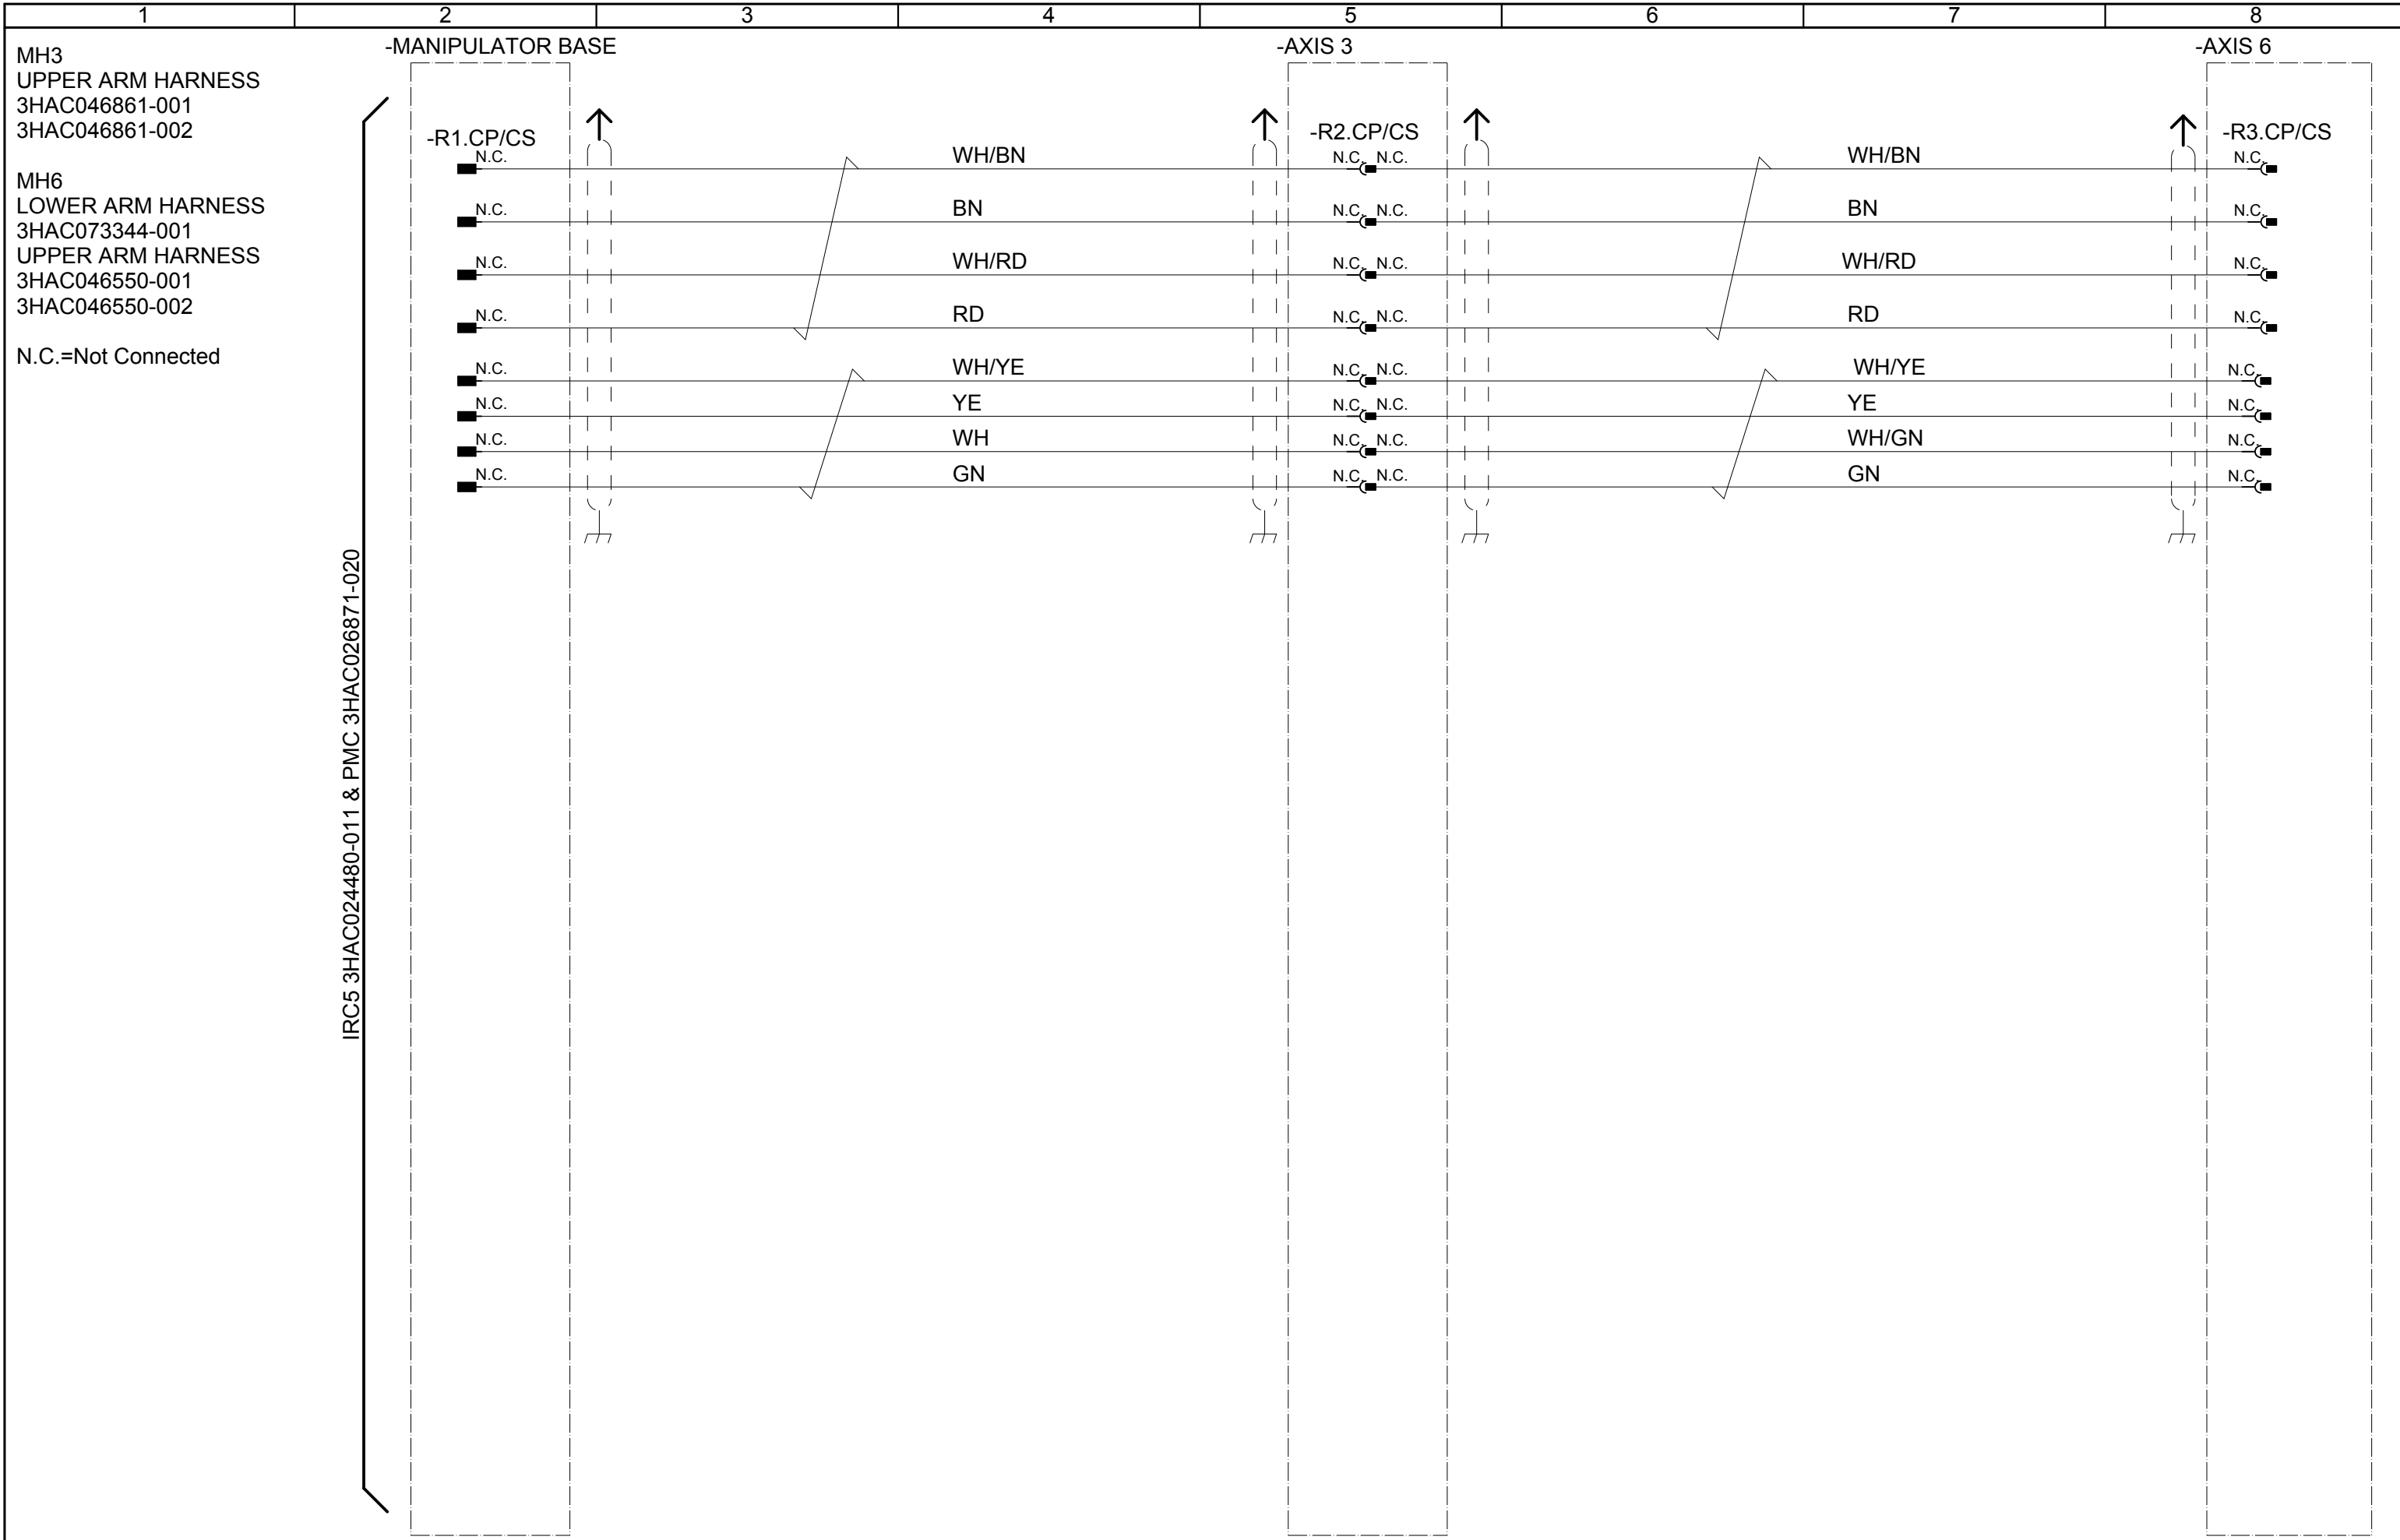 1 2 3 4 5 6 7 8
-MANIPULATOR BASE -AXIS 3 -AXIS 6
MH3
UPPER ARM HARNESS
3HAC046861-001
3HAC046861-002
MH6
LOWER ARM HARNESS
3HAC073344-001
UPPER ARM HARNESS
3HAC046550-001
3HAC046550-002
N.C.=Not Connected
IRC5 3HAC024480-011 & PMC 3HAC026871-020
-R1.CP/CS -R2.CP/CS -R3.CP/CS
N.C. WH/BN N.C. N.C. WH/BN N.C.
N.C. BN N.C. N.C. BN N.C.
N.C. WH/RD N.C. N.C. WH/RD N.C.
N.C. RD N.C. N.C. RD N.C.
N.C. WH/YE N.C. N.C. WH/YE N.C.
N.C. YE N.C. N.C. YE N.C.
N.C. WH N.C. N.C. WH/GN N.C.
N.C. GN N.C. N.C. GN N.C.